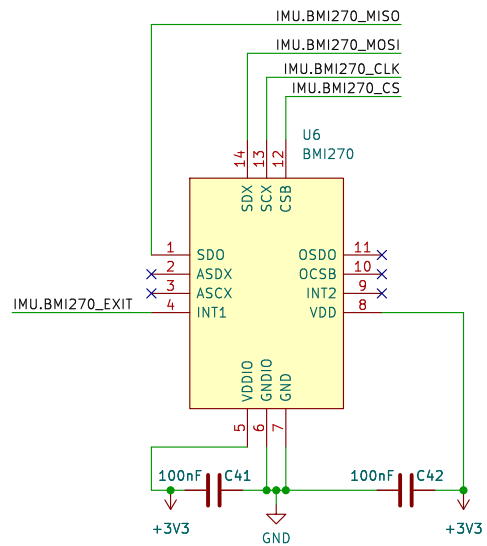 IMU.BMI270_MISO
IMU.BMI270_MOSI
IMU.BMI270_CLK
IMU.BMI270_CS
U6
BMI270
14 13 12
SDX SCX CSB
1 SDO OSDO 11
2 ASDX OCSB 10
3 ASCX INT2 9
IMU.BMI270_EXIT 4 INT1 VDD 8
VDDIO GNDIO GND
5 6 7
100nF C41 100nF C42
+3V3 GND +3V3